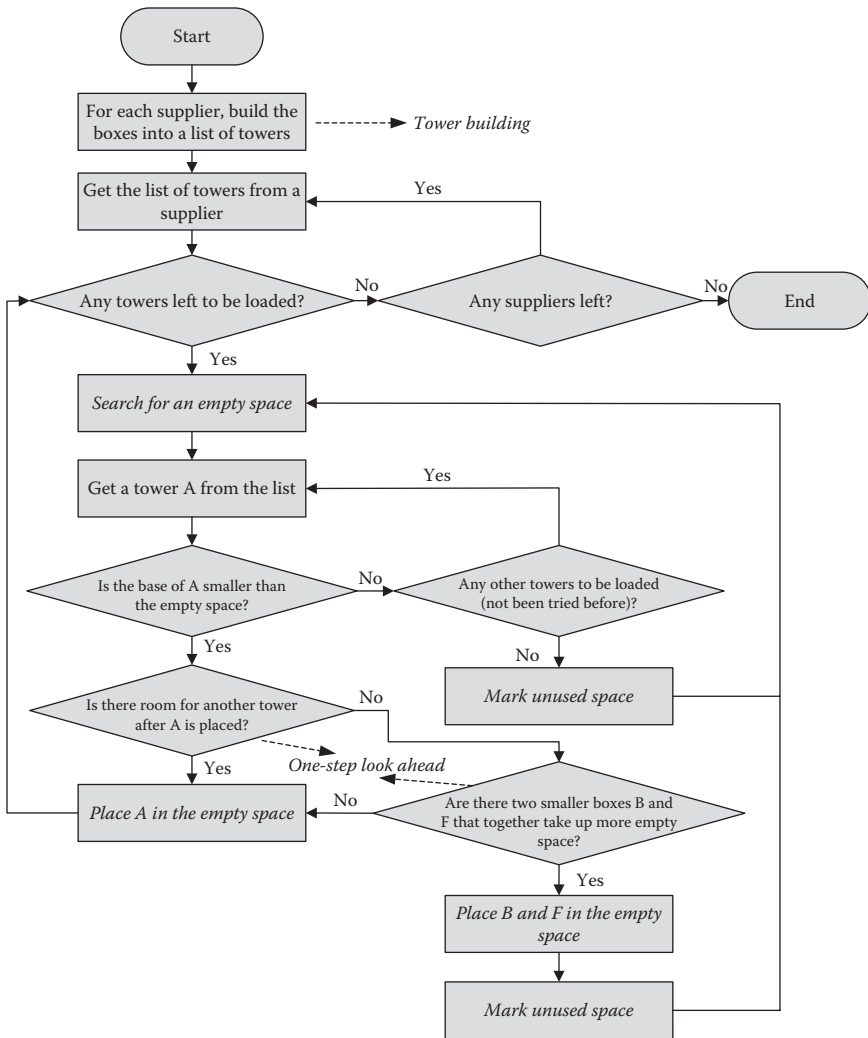 Start
For each supplier, build the
boxes into a list of towers
Tower building
Get the list of towers from a
supplier
Yes
Any towers left to be loaded?
No
Any suppliers left?
No
End
Yes
Search for an empty space
Get a tower A from the list
Yes
Is the base of A smaller than
the empty space?
No
Any other towers to be loaded
(not been tried before)?
Yes
No
Mark unused space
Is there room for another tower
after A is placed?
No
One-step look ahead
Yes
Place A in the empty space
No
Are there two smaller boxes B and
F that together take up more empty
space?
Yes
Place B and F in the empty
space
Mark unused space